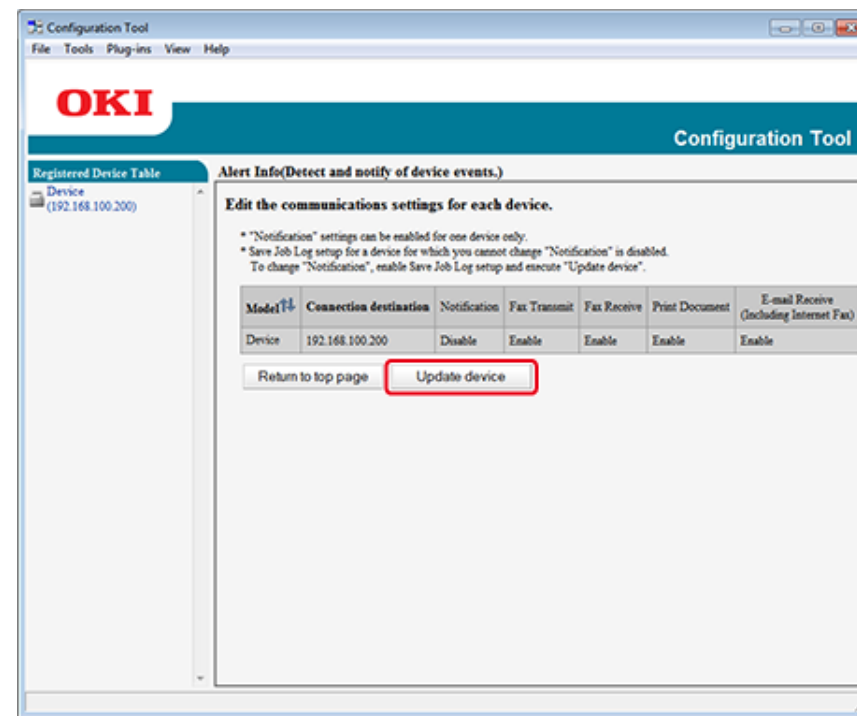 Configuration Tool
File Tools Plug-ins View Help
OKI
Configuration Tool
Registered Device Table
Device
(192.168.100.200)
Alert Info(Detect and notify of device events.)
Edit the communications settings for each device.
* "Notification" settings can be enabled for one device only.
* Save Job Log setup for a device for which you cannot change "Notification" is disabled.
To change "Notification", enable Save Job Log setup and execute "Update device".
Model Connection destination Notification Fax Transmit Fax Receive Print Document E-mail Receive
(Including Internet Fax)
Device 192.168.100.200 Disable Enable Enable Enable Enable
Return to top page Update device